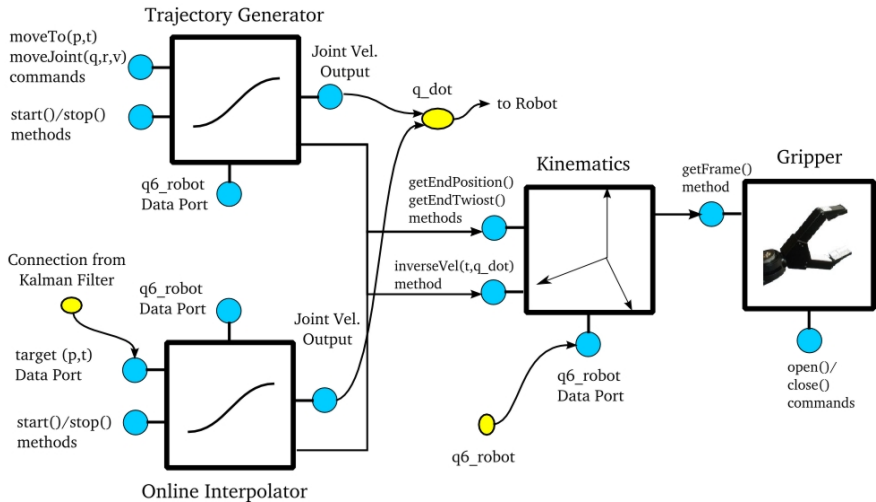 Trajectory Generator
moveTo(p,t)
moveJoint(q,r,v)
commands
start()/stop()
methods
Joint Vel.
Output
q_dot
to Robot
q6_robot
Data Port
Kinematics
getEndPosition()
getEndTwiost()
methods
inverseVel(t,q_dot)
method
Gripper
getFrame()
method
Connection from
Kalman Filter
q6_robot
Data Port
Joint Vel.
Output
target (p,t)
Data Port
start()/stop()
methods
q6_robot
Data Port
q6_robot
open()/
close()
commands
Online Interpolator